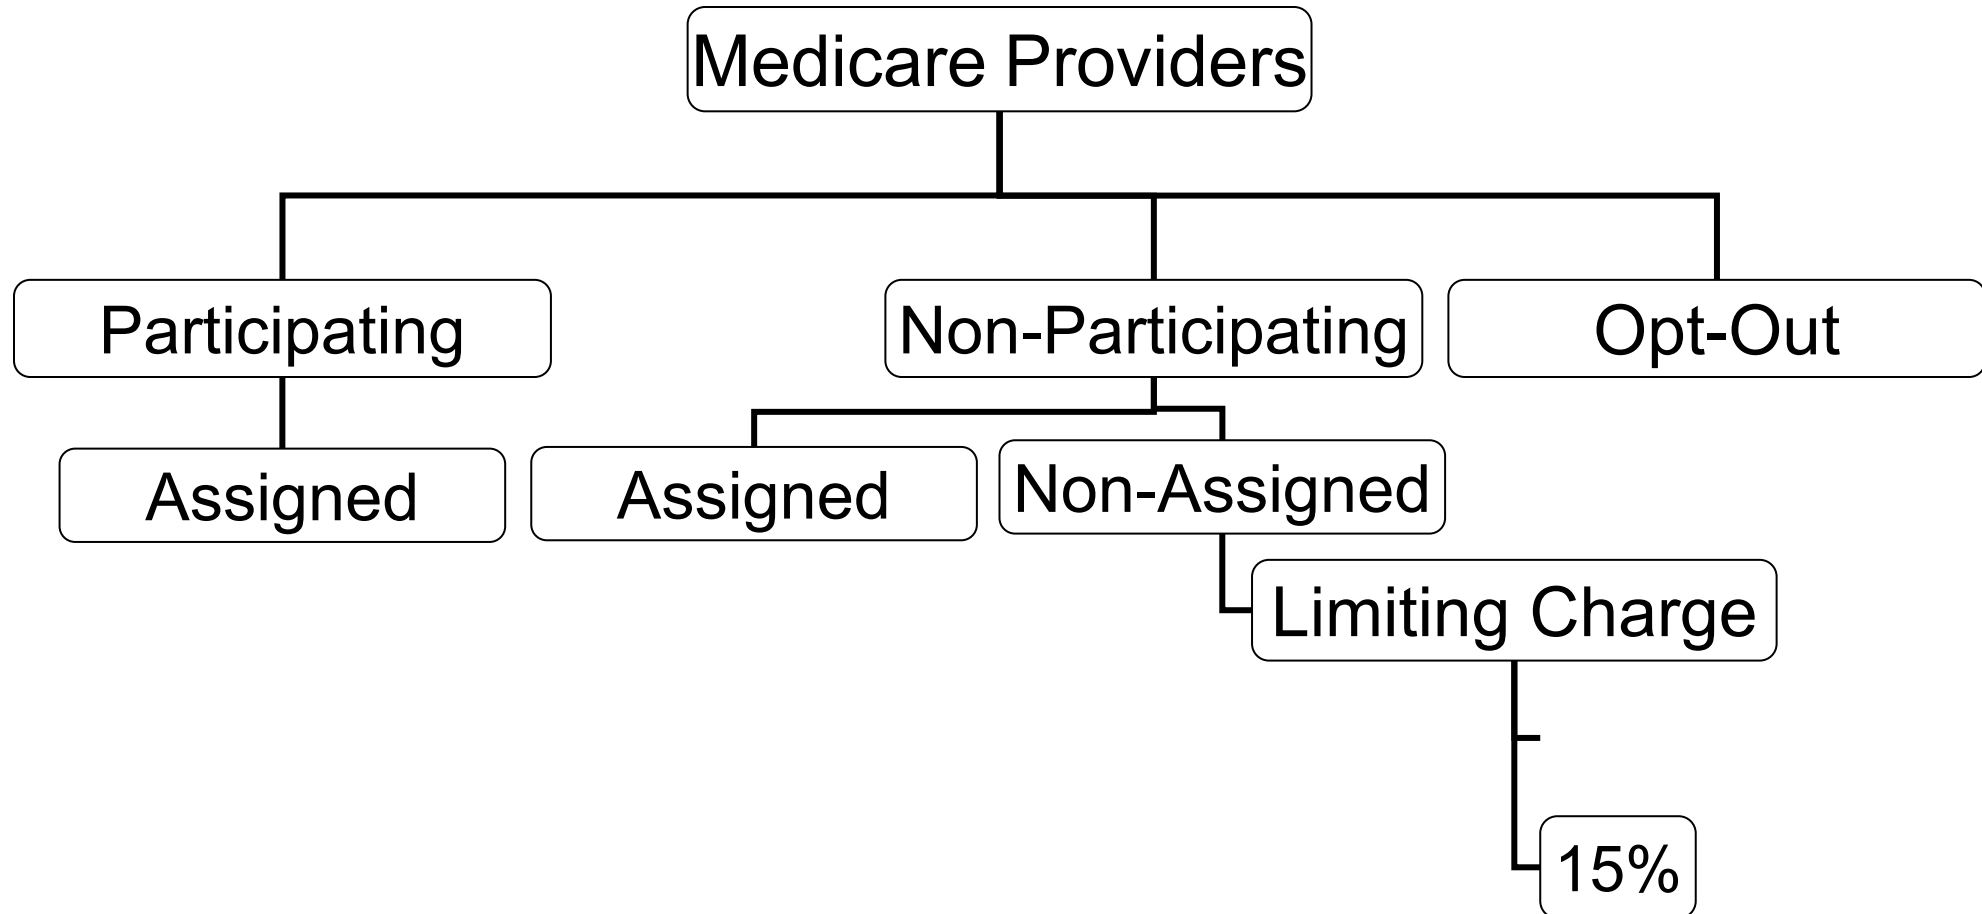 Medicare Providers
Participating
Non-Participating
Opt-Out
Assigned
Assigned
Non-Assigned
Limiting Charge
15%